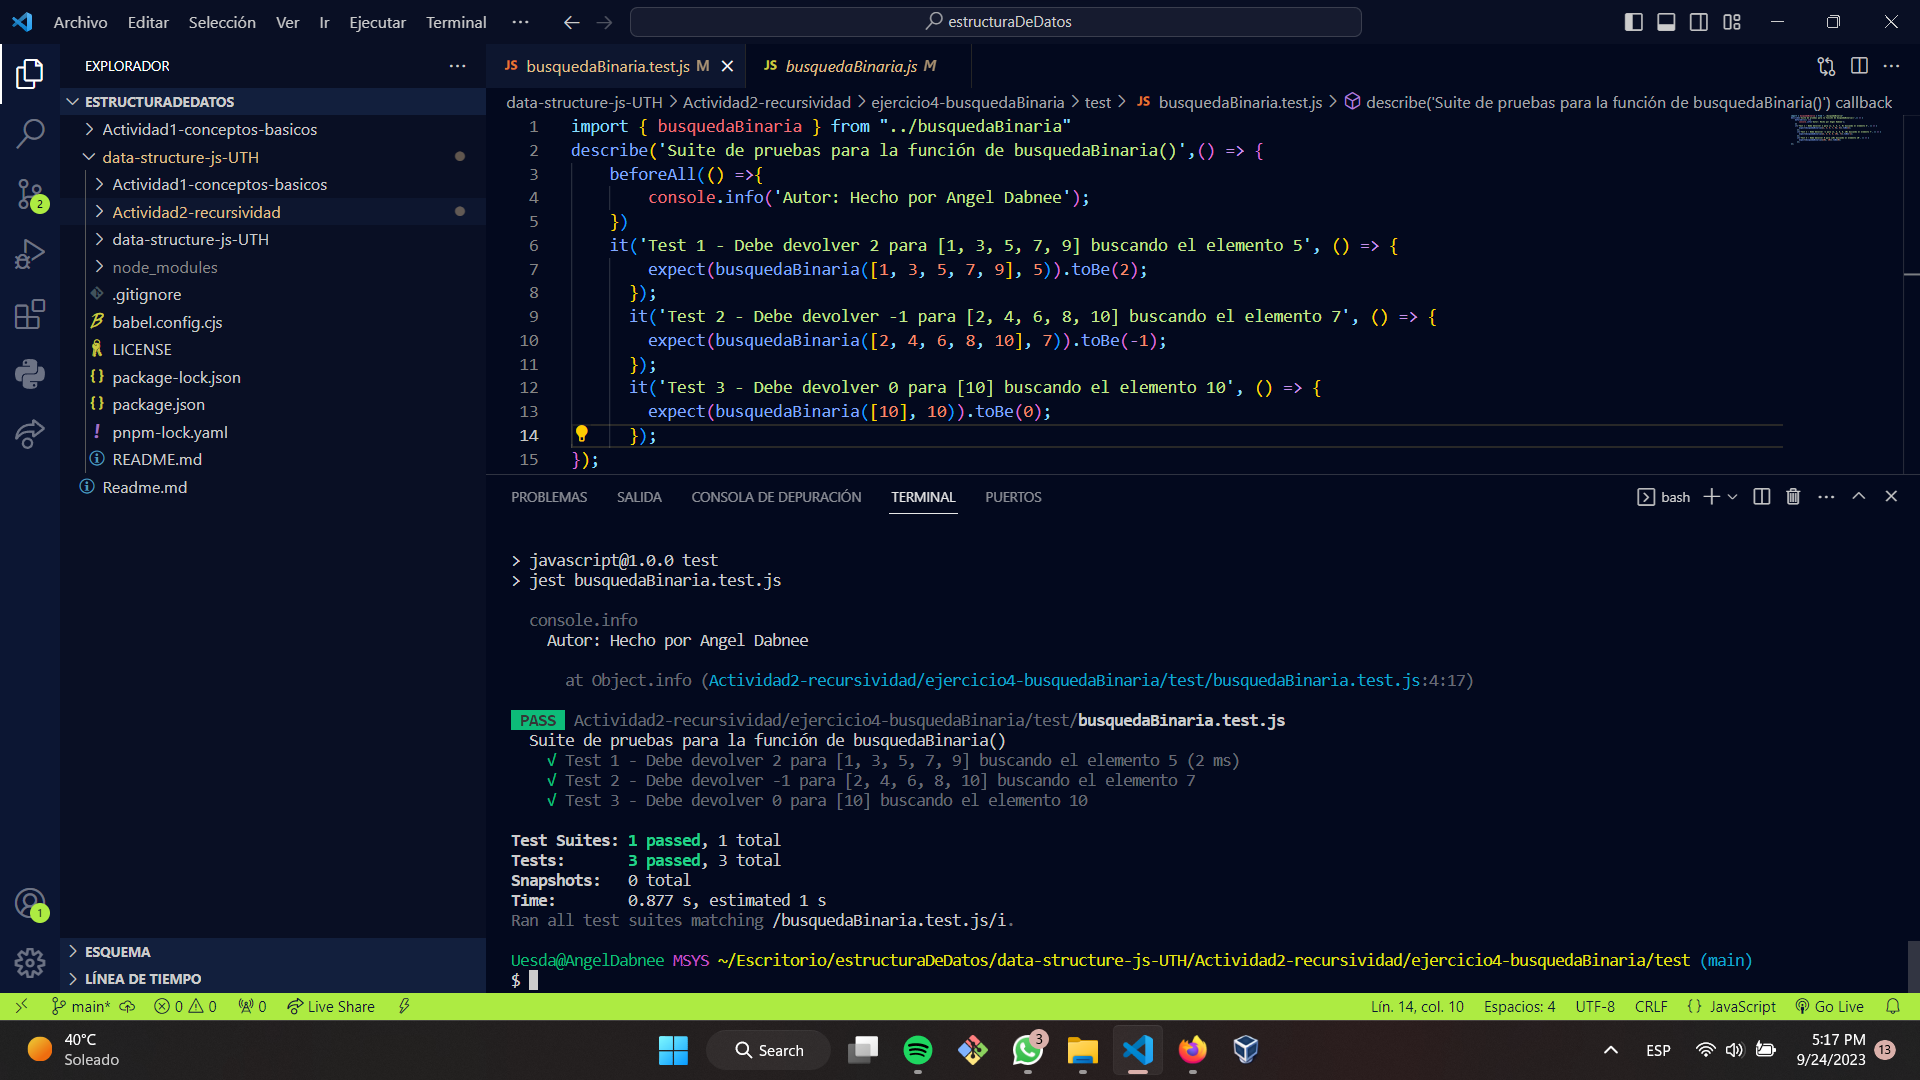 Archivo Editar Selección Ver Ir Ejecutar Terminal ··· estructuraDeDatos
EXPLORADOR ···
ESTRUCTURADEDATOS
Actividad1-conceptos-basicos
data-structure-js-UTH
Actividad1-conceptos-basicos
Actividad2-recursividad
data-structure-js-UTH
node_modules
.gitignore
babel.config.cjs
LICENSE
package-lock.json
package.json
pnpm-lock.yaml
README.md
Readme.md
ESQUEMA
LÍNEA DE TIEMPO
2
1
JS busquedaBinaria.test.js M JS busquedaBinaria.js M
data-structure-js-UTH > Actividad2-recursividad > ejercicio4-busquedaBinaria > test > JS busquedaBinaria.test.js > describe('Suite de pruebas para la función de busquedaBinaria()') callback
1 import { busquedaBinaria } from "../busquedaBinaria"
2 describe('Suite de pruebas para la función de busquedaBinaria()',() => {
3 beforeAll(() =>{
4 console.info('Autor: Hecho por Angel Dabnee');
5 })
6 it('Test 1 - Debe devolver 2 para [1, 3, 5, 7, 9] buscando el elemento 5', () => {
7 expect(busquedaBinaria([1, 3, 5, 7, 9], 5)).toBe(2);
8 });
9 it('Test 2 - Debe devolver -1 para [2, 4, 6, 8, 10] buscando el elemento 7', () => {
10 expect(busquedaBinaria([2, 4, 6, 8, 10], 7)).toBe(-1);
11 });
12 it('Test 3 - Debe devolver 0 para [10] buscando el elemento 10', () => {
13 expect(busquedaBinaria([10], 10)).toBe(0);
14 });
15 });
PROBLEMAS SALIDA CONSOLA DE DEPURACIÓN TERMINAL PUERTOS bash
> javascript@1.0.0 test
> jest busquedaBinaria.test.js
console.info
Autor: Hecho por Angel Dabnee
at Object.info (Actividad2-recursividad/ejercicio4-busquedaBinaria/test/busquedaBinaria.test.js:4:17)
PASS Actividad2-recursividad/ejercicio4-busquedaBinaria/test/busquedaBinaria.test.js
Suite de pruebas para la función de busquedaBinaria()
√ Test 1 - Debe devolver 2 para [1, 3, 5, 7, 9] buscando el elemento 5 (2 ms)
√ Test 2 - Debe devolver -1 para [2, 4, 6, 8, 10] buscando el elemento 7
√ Test 3 - Debe devolver 0 para [10] buscando el elemento 10
Test Suites: 1 passed, 1 total
Tests: 3 passed, 3 total
Snapshots: 0 total
Time: 0.877 s, estimated 1 s
Ran all test suites matching /busquedaBinaria.test.js/i.
Uesda@AngelDabnee MSYS ~/Escritorio/estructuraDeDatos/data-structure-js-UTH/Actividad2-recursividad/ejercicio4-busquedaBinaria/test (main)
$
main* 0 0 0 Live Share Lín. 14, col. 10 Espacios: 4 UTF-8 CRLF {} JavaScript Go Live
40°C
Soleado
Search
3
ESP
5:17 PM
9/24/2023
13